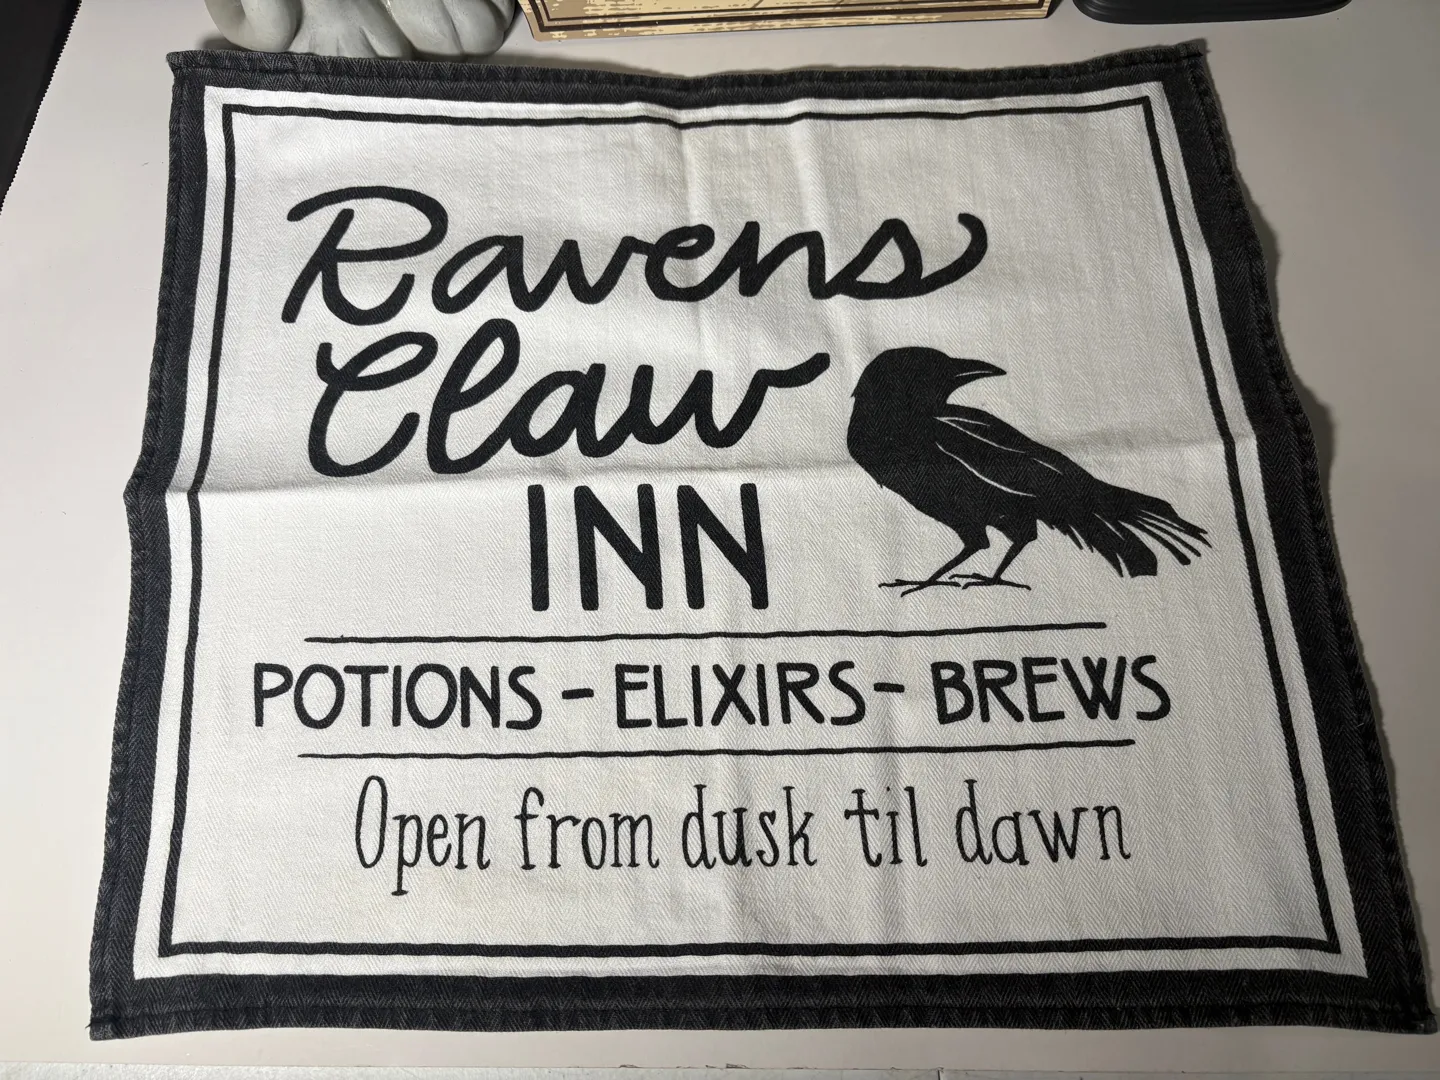 Ravens
Claw
INN
POTIONS - ELIXIRS - BREWS
Open from dusk til dawn